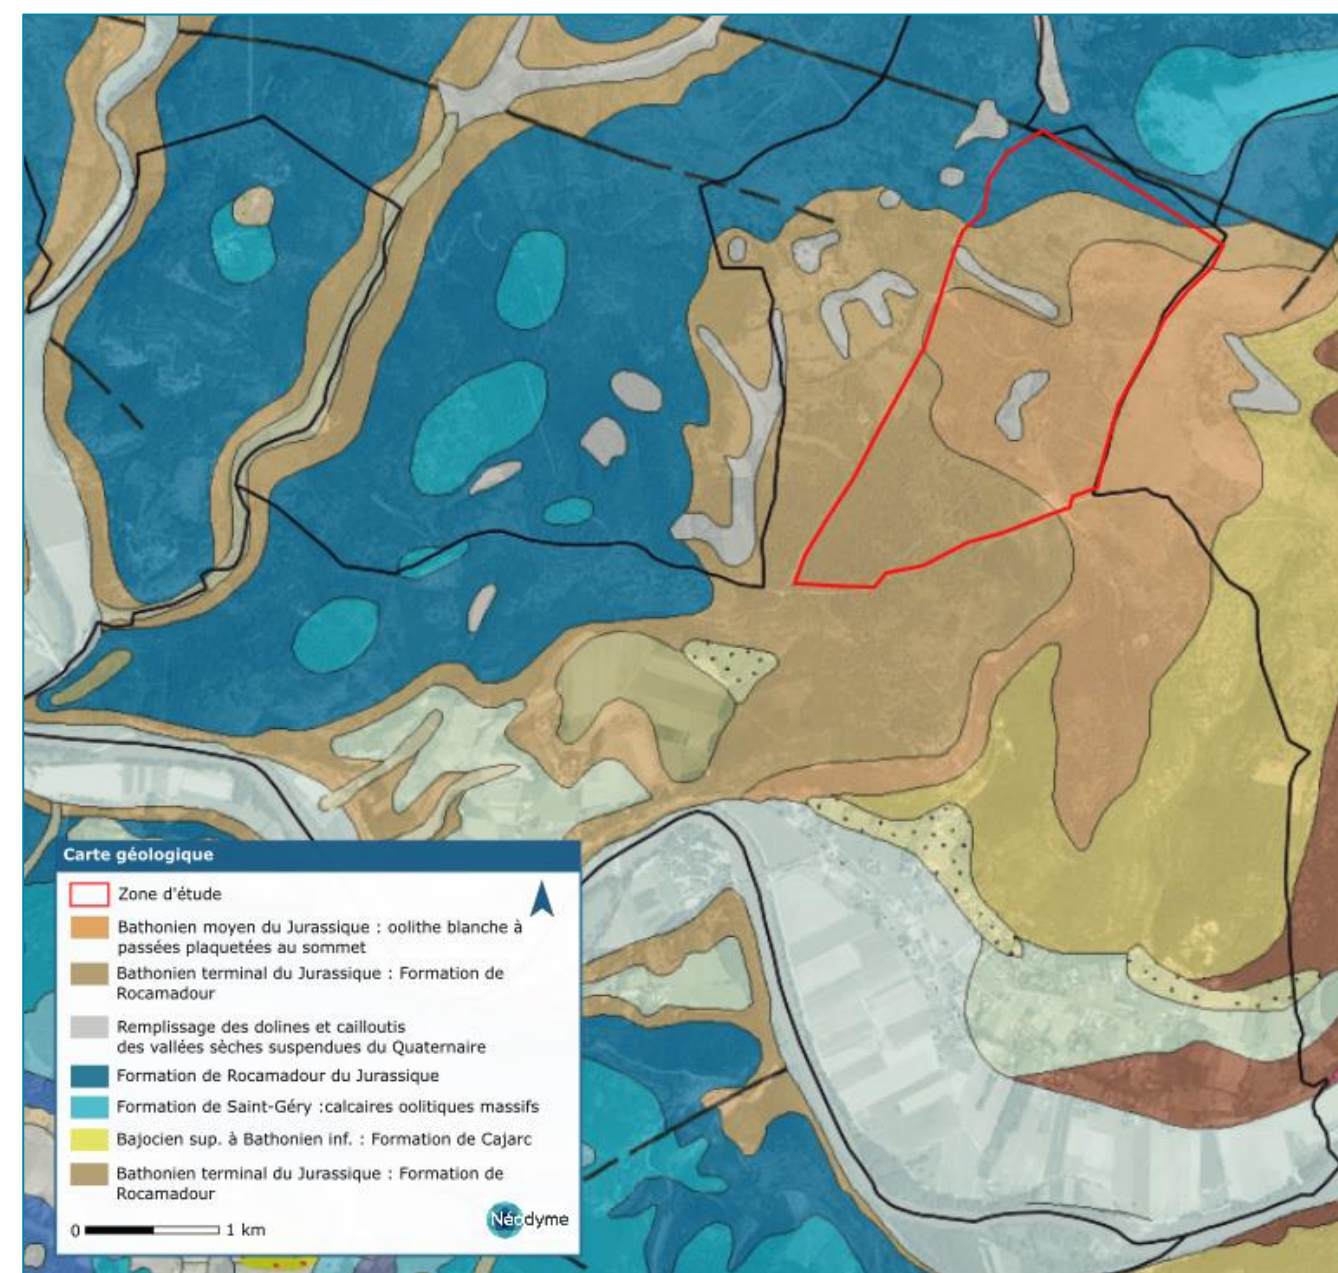 Carte géologique
Zone d'étude
Bathonien moyen du Jurassique : oolithe blanche à
passées plaquetées au sommet
Bathonien terminal du Jurassique : Formation de
Rocamadour
Remplissage des dolines et cailloutis
des vallées sèches suspendues du Quaternaire
Formation de Rocamadour du Jurassique
Formation de Saint-Géry :calcaires oolitiques massifs
Bajocien sup. à Bathonien inf. : Formation de Cajarc
Bathonien terminal du Jurassique : Formation de
Rocamadour
0 1 km
Néodyme